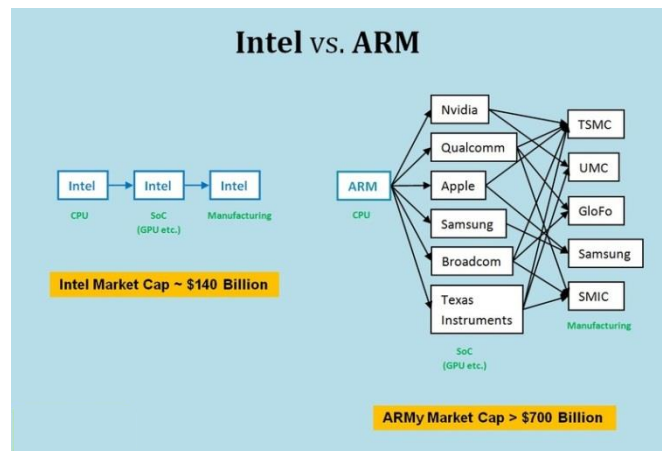 Intel vs. ARM
Intel
Intel
Intel
CPU
SoC
(GPU etc.)
Manufacturing
Intel Market Cap ~ $140 Billion
ARM
CPU
Nvidia
Qualcomm
Apple
Samsung
Broadcom
Texas
Instruments
SoC
(GPU etc.)
TSMC
UMC
GloFo
Samsung
SMIC
Manufacturing
ARMy Market Cap > $700 Billion